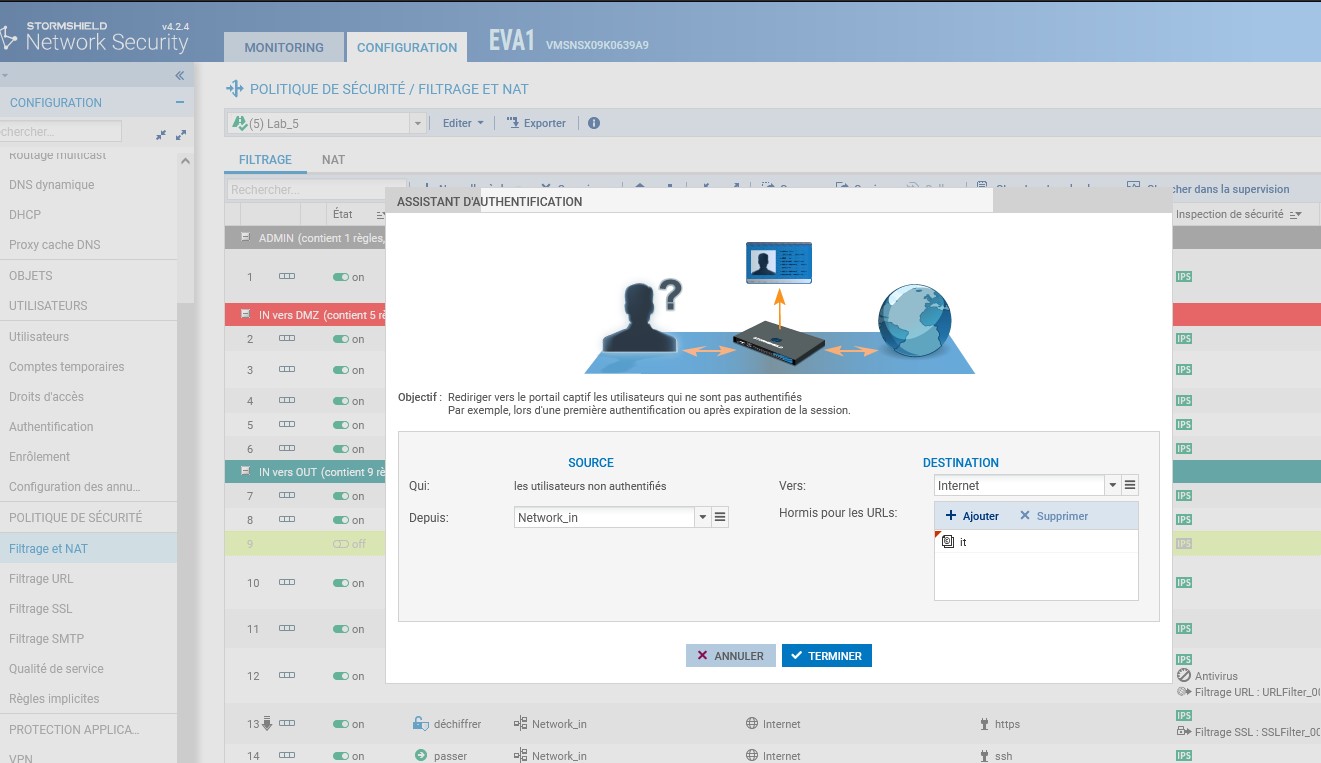 STORMSHIELD v4.2.4
Network Security
MONITORING CONFIGURATION EVA1 VMSNSX09K0639A9
CONFIGURATION
Routage multicast
DNS dynamique
DHCP
Proxy cache DNS
OBJETS
UTILISATEURS
Utilisateurs
Comptes temporaires
Droits d'accès
Authentification
Enrôlement
Configuration des annu...
POLITIQUE DE SÉCURITÉ
Filtrage et NAT
Filtrage URL
Filtrage SSL
Filtrage SMTP
Qualité de service
Règles implicites
PROTECTION APPLICA...
VPN
POLITIQUE DE SÉCURITÉ / FILTRAGE ET NAT
(5) Lab_5 Editer Exporter
FILTRAGE NAT
Rechercher...
cher dans la supervision
État Inspection de sécurité
ADMIN (contient 1 règles,
1 on IPS
IN vers DMZ (contient 5 rè
2 on IPS
3 on IPS
4 on IPS
5 on IPS
6 on IPS
IN vers OUT (contient 9 rè
7 on IPS
8 on IPS
9 off IPS
10 on IPS
11 on IPS
12 on IPS
Antivirus
Filtrage URL : URLFilter_00
13 on déchiffrer Network_in Internet https IPS
Filtrage SSL : SSLFilter_00
14 on passer Network_in Internet ssh IPS
ASSISTANT D'AUTHENTIFICATION
?
Objectif : Rediriger vers le portail captif les utilisateurs qui ne sont pas authentifiés
Par exemple, lors d'une première authentification ou après expiration de la session.
SOURCE
Qui: les utilisateurs non authentifiés
Depuis: Network_in
DESTINATION
Vers: Internet
Hormis pour les URLs:
Ajouter Supprimer
it
ANNULER TERMINER